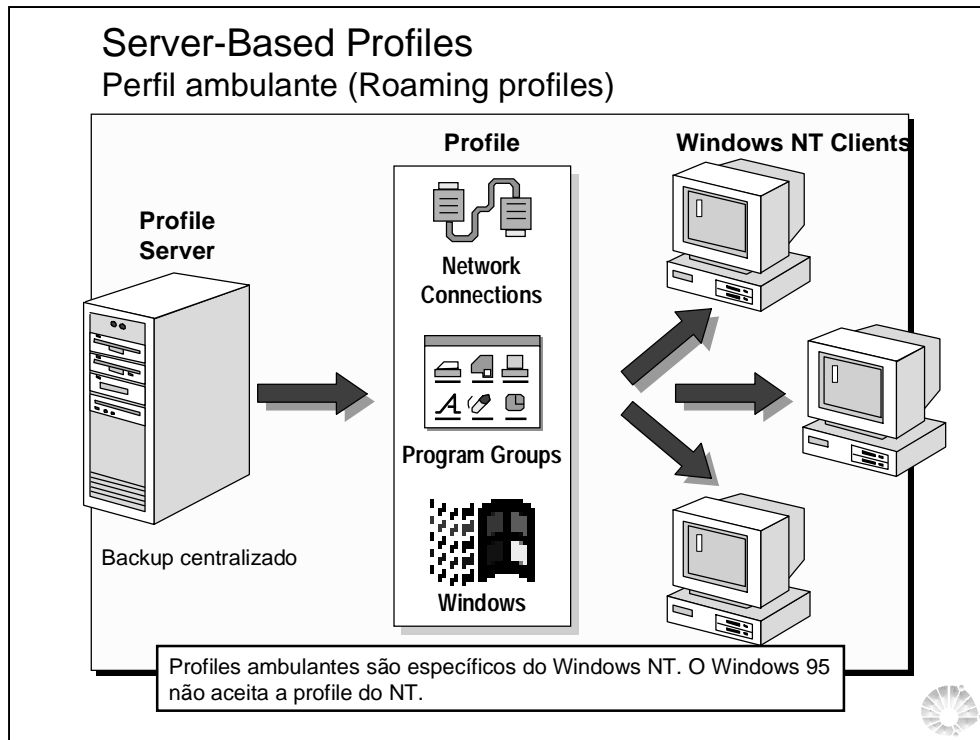 Server-Based Profiles
Perfil ambulante (Roaming profiles)
Profile
Server
Backup centralizado
Profile
Network
Connections
Program Groups
Windows
Windows NT Clients
Profiles ambulantes são específicos do Windows NT. O Windows 95
não aceita a profile do NT.